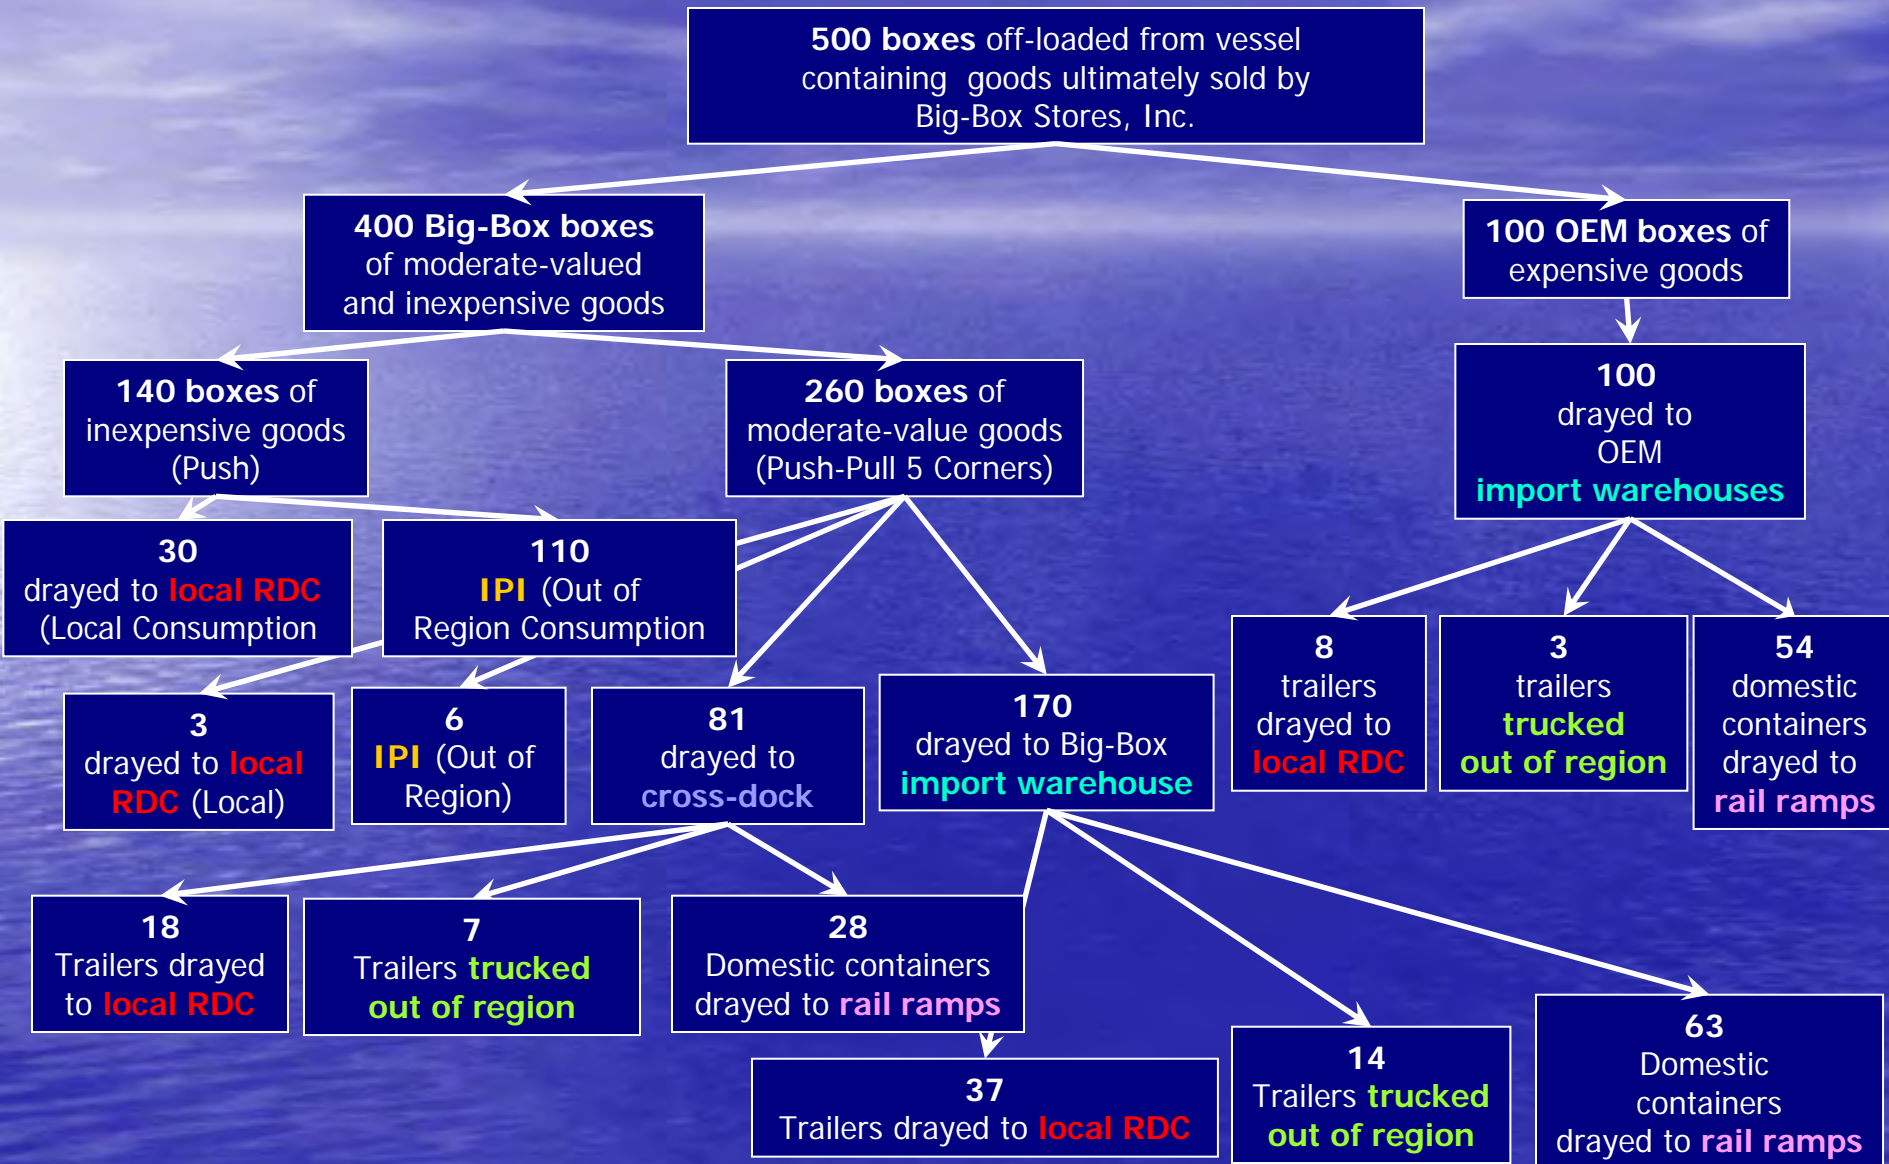 500 boxes off-loaded from vessel
containing goods ultimately sold by
Big-Box Stores, Inc.
400 Big-Box boxes
of moderate-valued
and inexpensive goods
100 OEM boxes of
expensive goods
140 boxes of
inexpensive goods
(Push)
260 boxes of
moderate-value goods
(Push-Pull 5 Corners)
100
drayed to
OEM
import warehouses
30
drayed to local RDC
(Local Consumption
110
IPI (Out of
Region Consumption
8
trailers
drayed to
local RDC
3
trailers
trucked
out of region
54
domestic
containers
drayed to
rail ramps
3
drayed to local
RDC (Local)
6
IPI (Out of
Region)
81
drayed to
cross-dock
170
drayed to Big-Box
import warehouse
18
Trailers drayed
to local RDC
7
Trailers trucked
out of region
28
Domestic containers
drayed to rail ramps
37
Trailers drayed to local RDC
14
Trailers trucked
out of region
63
Domestic
containers
drayed to rail ramps